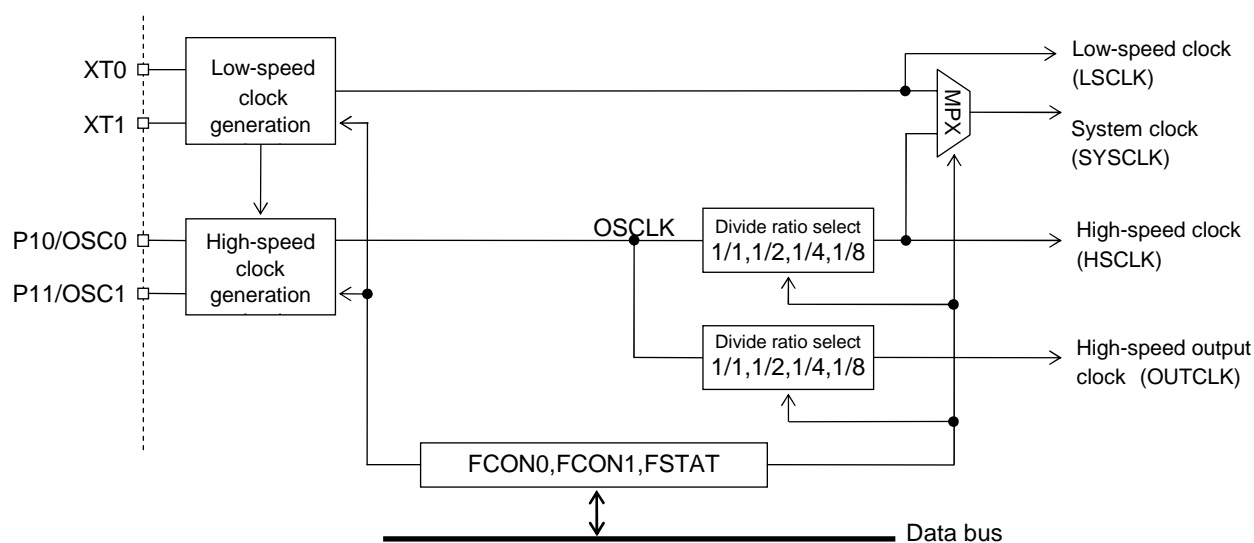 XT0
XT1
Low-speed
clock
generation
P10/OSC0
P11/OSC1
High-speed
clock
generation
OSCLK
Divide ratio select
1/1,1/2,1/4,1/8
Divide ratio select
1/1,1/2,1/4,1/8
MPX
Low-speed clock
(LSCLK)
System clock
(SYSCLK)
High-speed clock
(HSCLK)
High-speed output
clock (OUTCLK)
FCON0,FCON1,FSTAT
Data bus